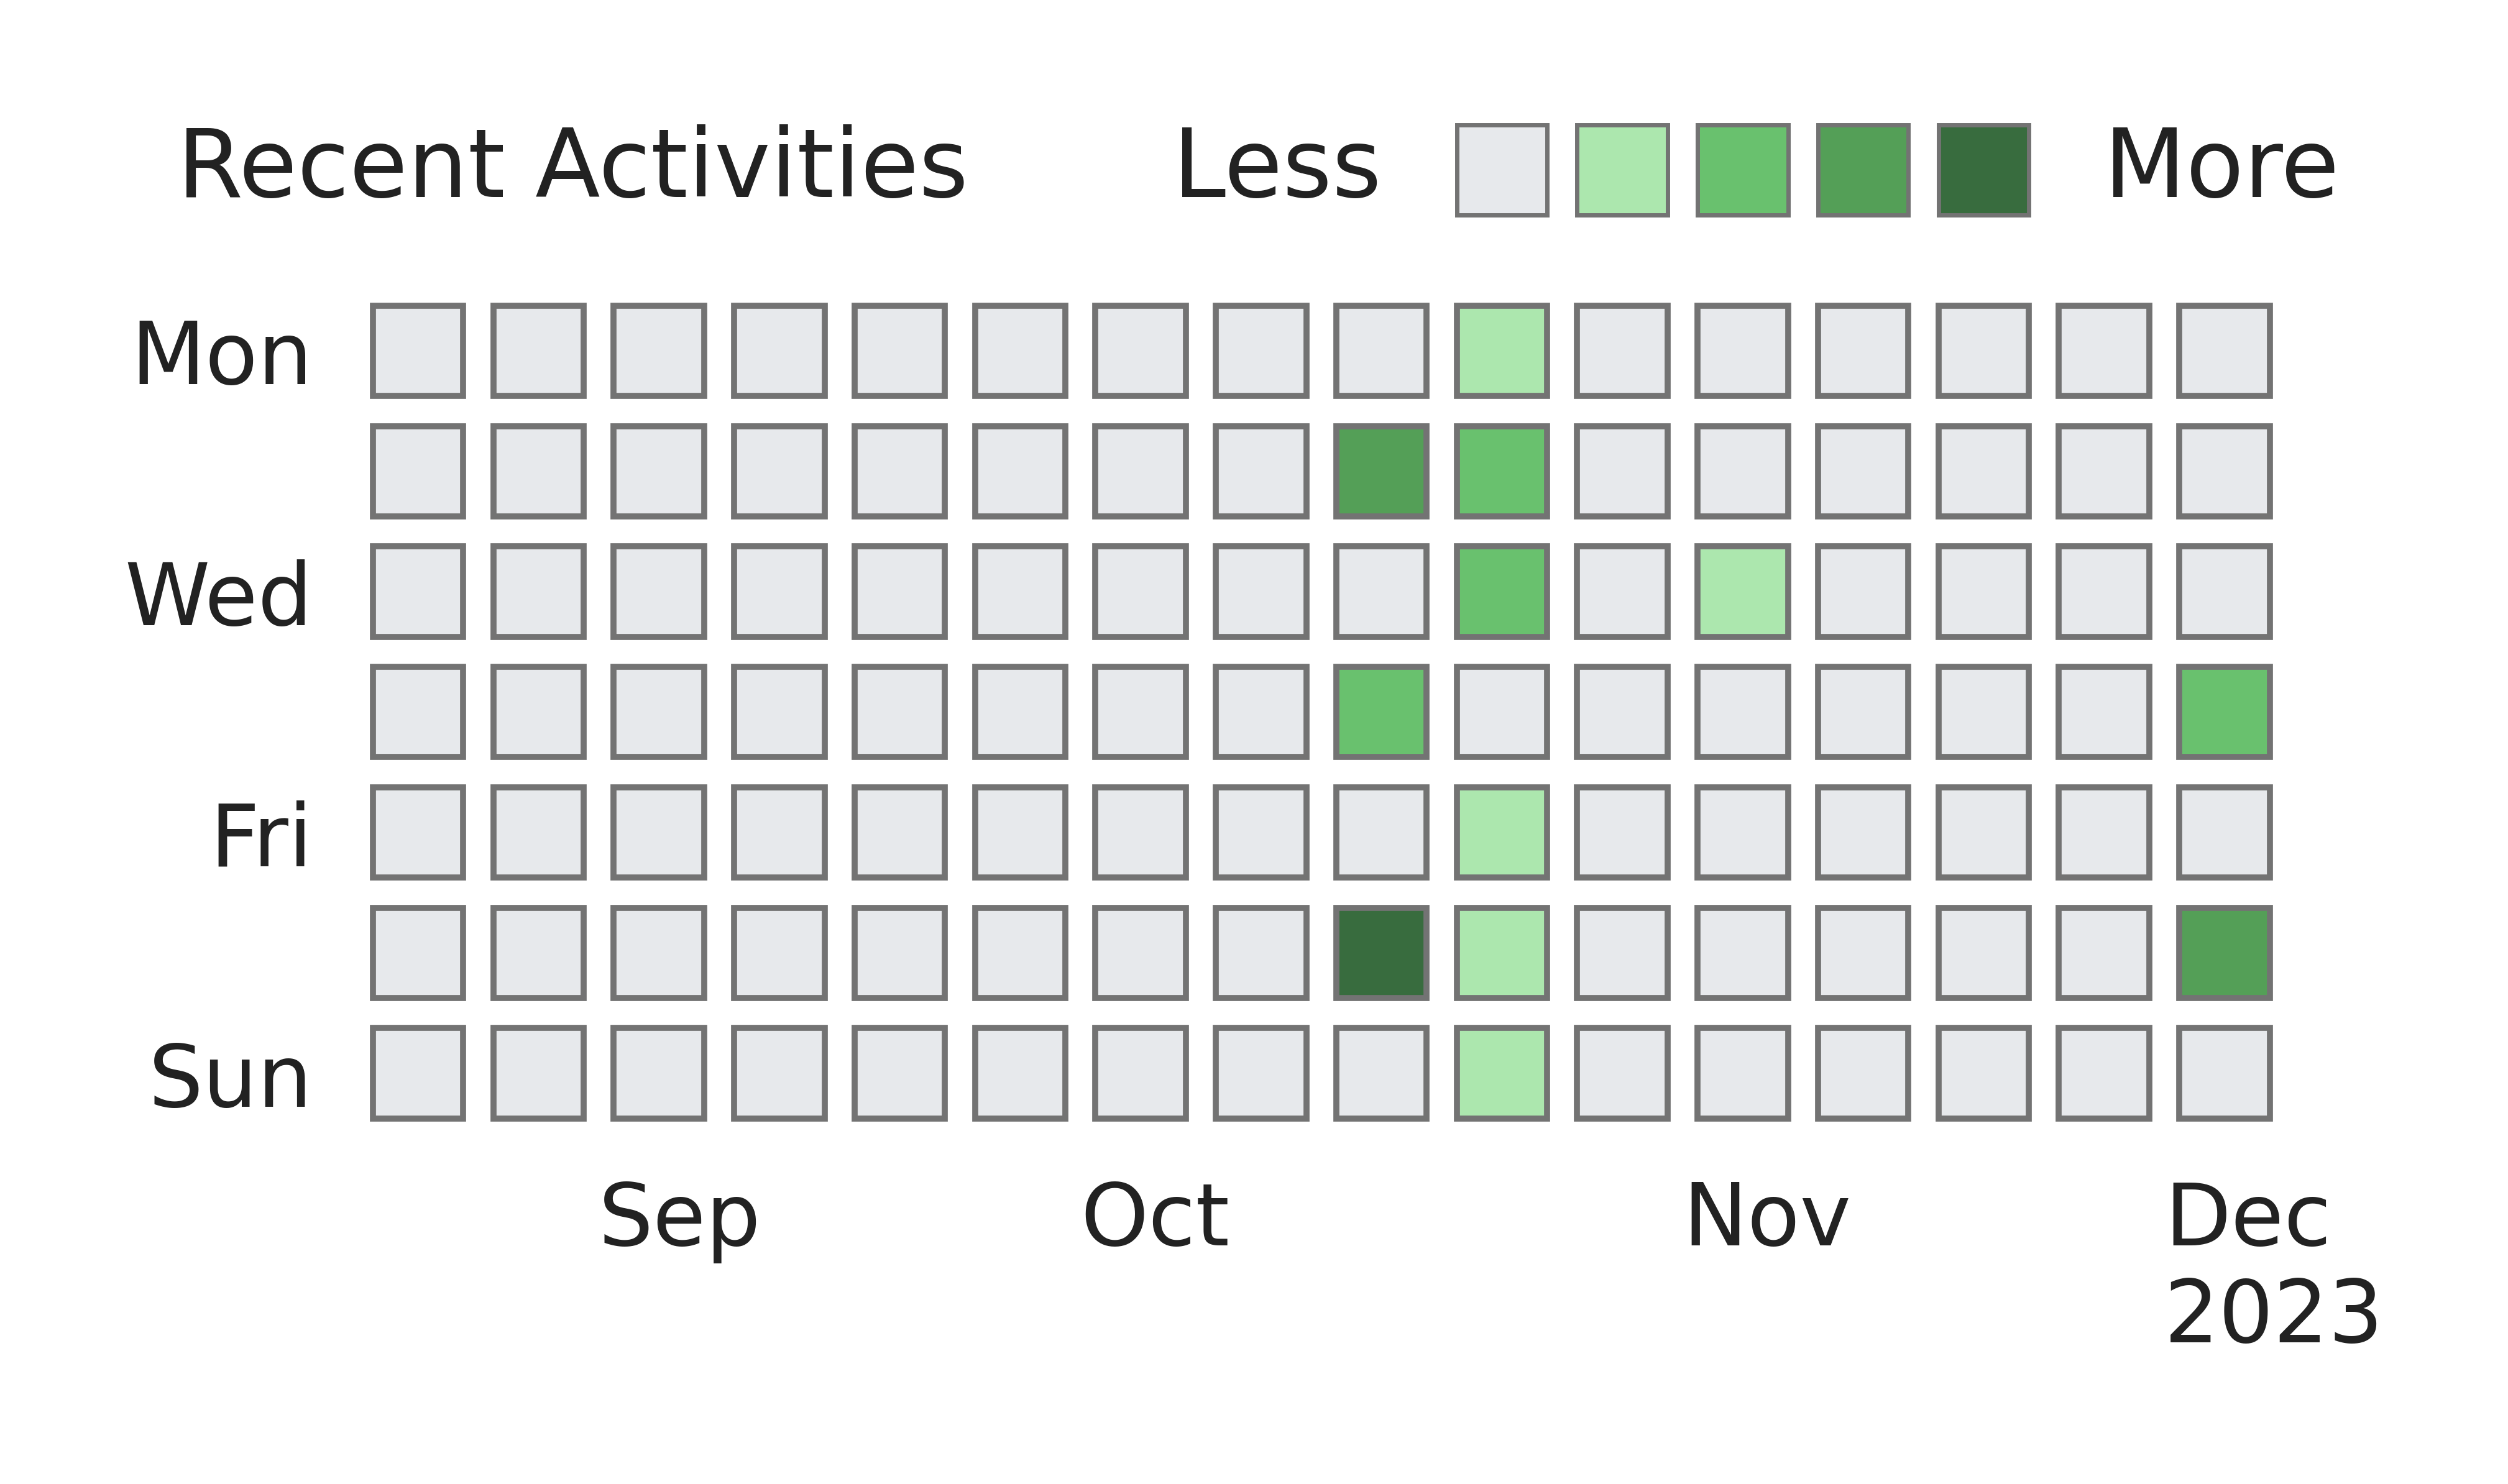 Recent Activities Less More
Mon
Wed
Fri
Sun
Sep Oct Nov Dec
2023